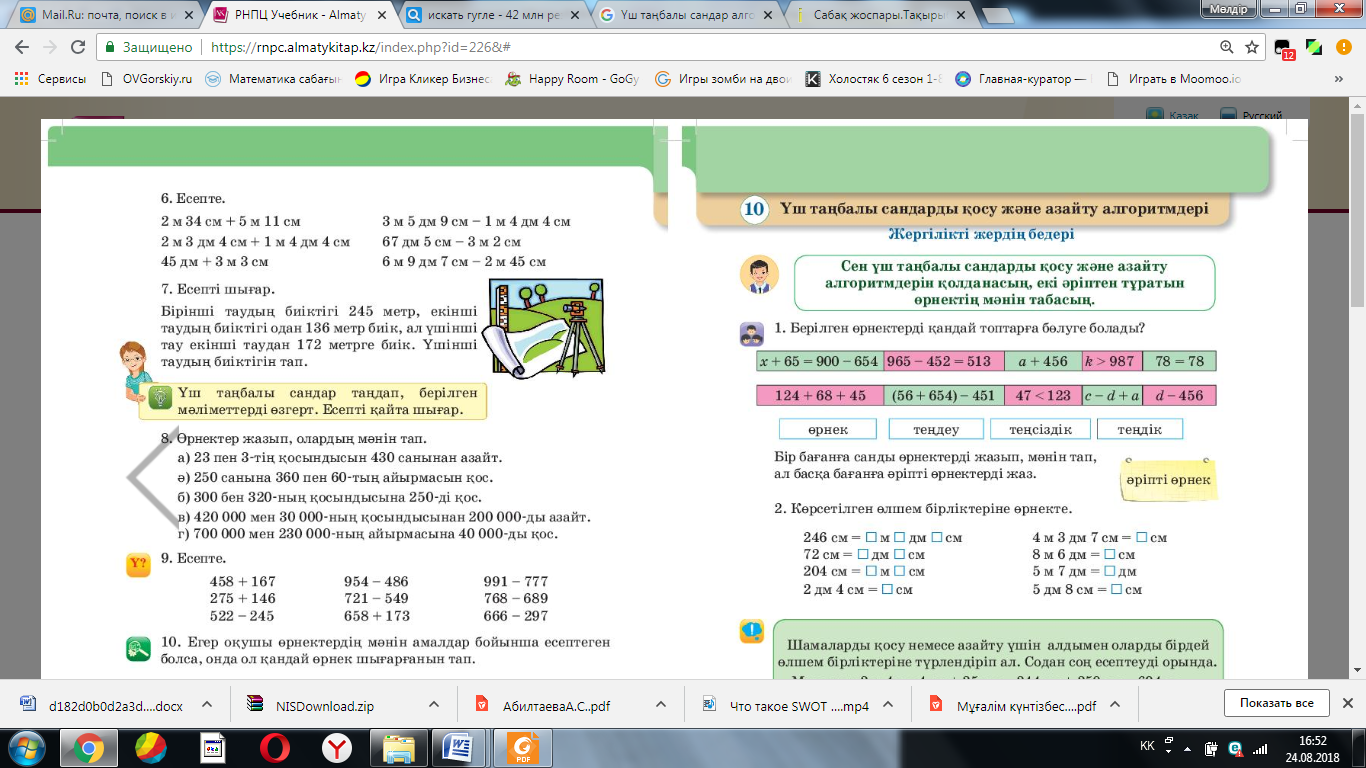 Mail.Ru: почта, поиск в и
РНПЦ Учебник - Almaty
искать гугле - 42 млн ре
Үш таңбалы сандар алго
Сабақ жоспары.Тақыры
Мөлдір
Защищено
https://rnpc.almatykitap.kz/index.php?id=226&#
12
Сервисы
OVGorskiy.ru
Математика сабағы
Игра Кликер Бизнес
Happy Room - GoGy
Игры зомби на двои
Холостяк 6 сезон 1-8
Главная-куратор —
Играть в Moomoo.io
»
Қазақ
Русский
6. Есепте.
2 м 34 см + 5 м 11 см
3 м 5 дм 9 см − 1 м 4 дм 4 см
2 м 3 дм 4 см + 1 м 4 дм 4 см
67 дм 5 см − 3 м 2 см
45 дм + 3 м 3 см
6 м 9 дм 7 см − 2 м 45 см
7. Есепті шығар.
Бірінші таудың биіктігі 245 метр, екінші
таудың биіктігі одан 136 метр биік, ал үшінші
тау екінші таудан 172 метрге биік. Үшінші
таудың биіктігін тап.
Үш таңбалы сандар таңдап, берілген
мәліметтерді өзгерт. Есепті қайта шығар.
8. Өрнектер жазып, олардың мәнін тап.
а) 23 пен 3-тің қосындысын 430 санынан азайт.
ә) 250 санына 360 пен 60-тың айырмасын қос.
б) 300 бен 320-ның қосындысына 250-ді қос.
в) 420 000 мен 30 000-ның қосындысынан 200 000-ды азайт.
г) 700 000 мен 230 000-ның айырмасына 40 000-ды қос.
Y?
9. Есепте.
458 + 167
954 − 486
991 − 777
275 + 146
721 − 549
768 − 689
522 − 245
658 + 173
666 − 297
10. Егер оқушы өрнектердің мәнін амалдар бойынша есептеген
болса, онда ол қандай өрнек шығарғанын тап.
10 Үш таңбалы сандарды қосу және азайту алгоритмдері
Жергілікті жердің бедері
Сен үш таңбалы сандарды қосу және азайту
алгоритмдерін қолданасың, екі әріптен тұратын
өрнектің мәнін табасың.
1. Берілген өрнектерді қандай топтарға бөлуге болады?
x + 65 = 900 − 654
965 − 452 = 513
a + 456
k > 987
78 = 78
124 + 68 + 45
(56 + 654) − 451
47 < 123
c − d + a
d − 456
өрнек
теңдеу
теңсіздік
теңдік
Бір бағанға санды өрнектерді жазып, мәнін тап,
ал басқа бағанға әріпті өрнектерді жаз.
әріпті өрнек
2. Көрсетілген өлшем бірліктеріне өрнекте.
246 см = □ м □ дм □ см
4 м 3 дм 7 см = □ см
72 см = □ дм □ см
8 м 6 дм = □ см
204 см = □ м □ см
5 м 7 дм = □ дм
2 дм 4 см = □ см
5 дм 8 см = □ см
Шамаларды қосу немесе азайту үшін алдымен оларды бірдей
өлшем бірліктеріне түрлендіріп ал. Содан соң есептеуді орында.
d182d0b0d2a3d....docx
NISDownload.zip
АбилтаеваА.С..pdf
Что такое SWOT ....mp4
Мұғалім күнтізбес....pdf
Показать все
PDF
KK
16:52
24.08.2018